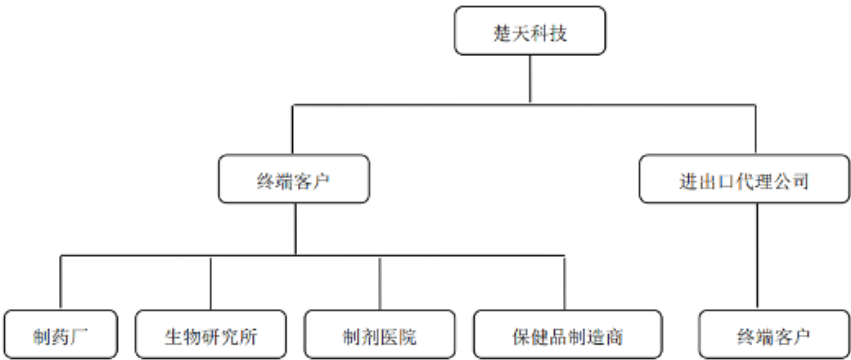 楚天科技
终端客户
进出口代理公司
制药厂
生物研究所
制剂医院
保健品制造商
终端客户